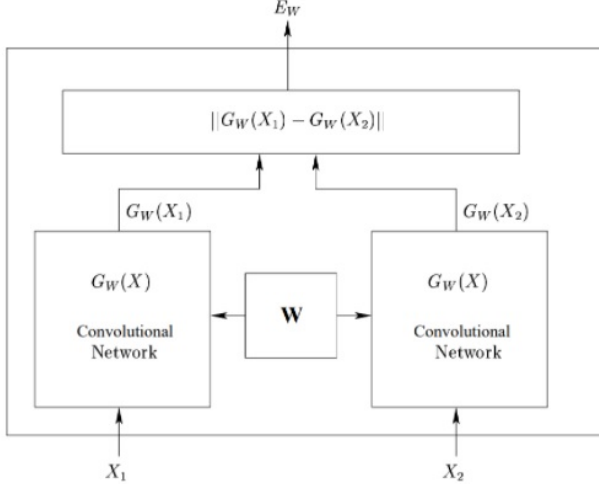 E_W
||G_W(X_1) − G_W(X_2)||
G_W(X_1)
G_W(X_2)
G_W(X)
Convolutional
Network
W
G_W(X)
Convolutional
Network
X_1
X_2